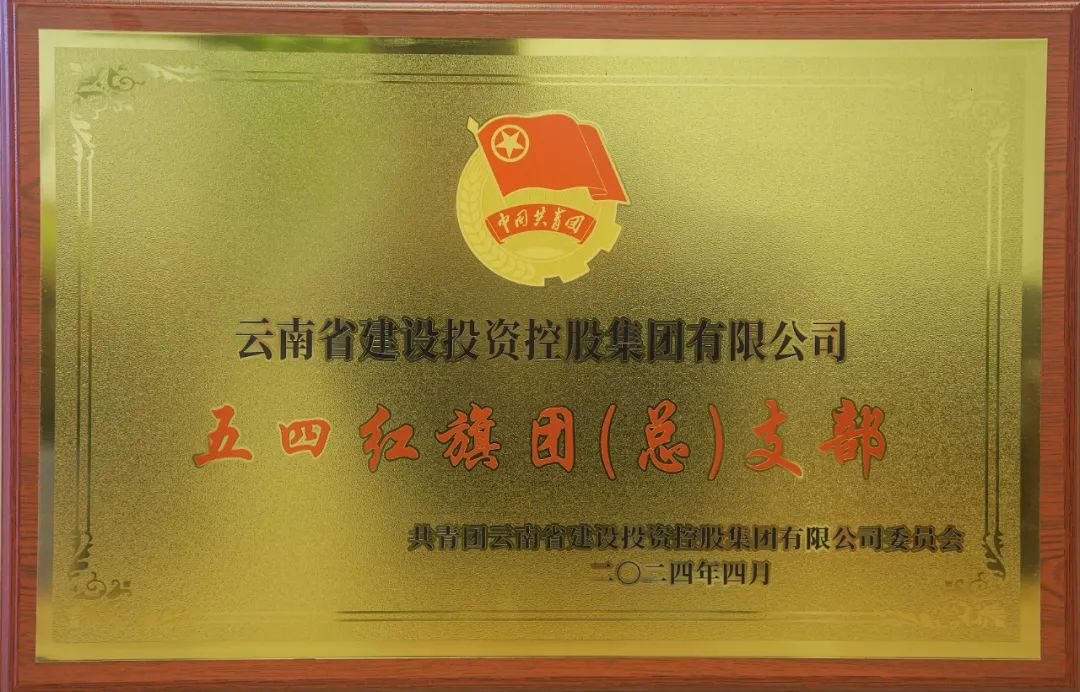 中国共青团
云南省建设投资控股集团有限公司
五四红旗团(总)支部
共青团云南省建设投资控股集团有限公司委员会
二〇二四年四月